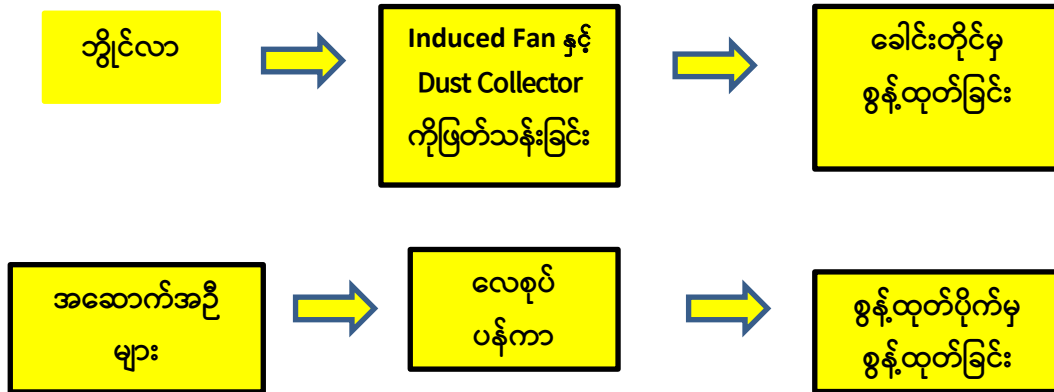 ဘွိုင်လာ
Induced Fan နှင့်
Dust Collector
ကိုဖြတ်သန်းခြင်း
ခေါင်းတိုင်မှ
စွန့်ထုတ်ခြင်း
အဆောက်အဦ
များ
လေစုပ်
ပန်ကာ
စွန့်ထုတ်ပိုက်မှ
စွန့်ထုတ်ခြင်း